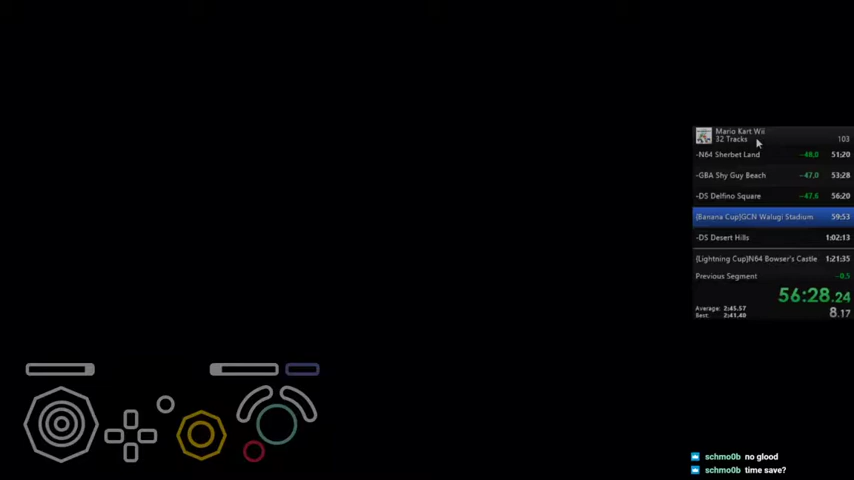 Mario Kart Wii
32 Tracks 103
-N64 Sherbet Land -48.0 51:20
-GBA Shy Guy Beach -47.0 53:28
-DS Delfino Square -47.6 56:20
{Banana Cup}GCN Walugi Stadium 59:53
-DS Desert Hills 1:02:13
{Lightning Cup}N64 Bowser's Castle 1:21:35
Previous Segment -0.5
56:28.24
Average: 2:45.57
Best: 2:41.40
8.17
schmo0b no glood
schmo0b time save?